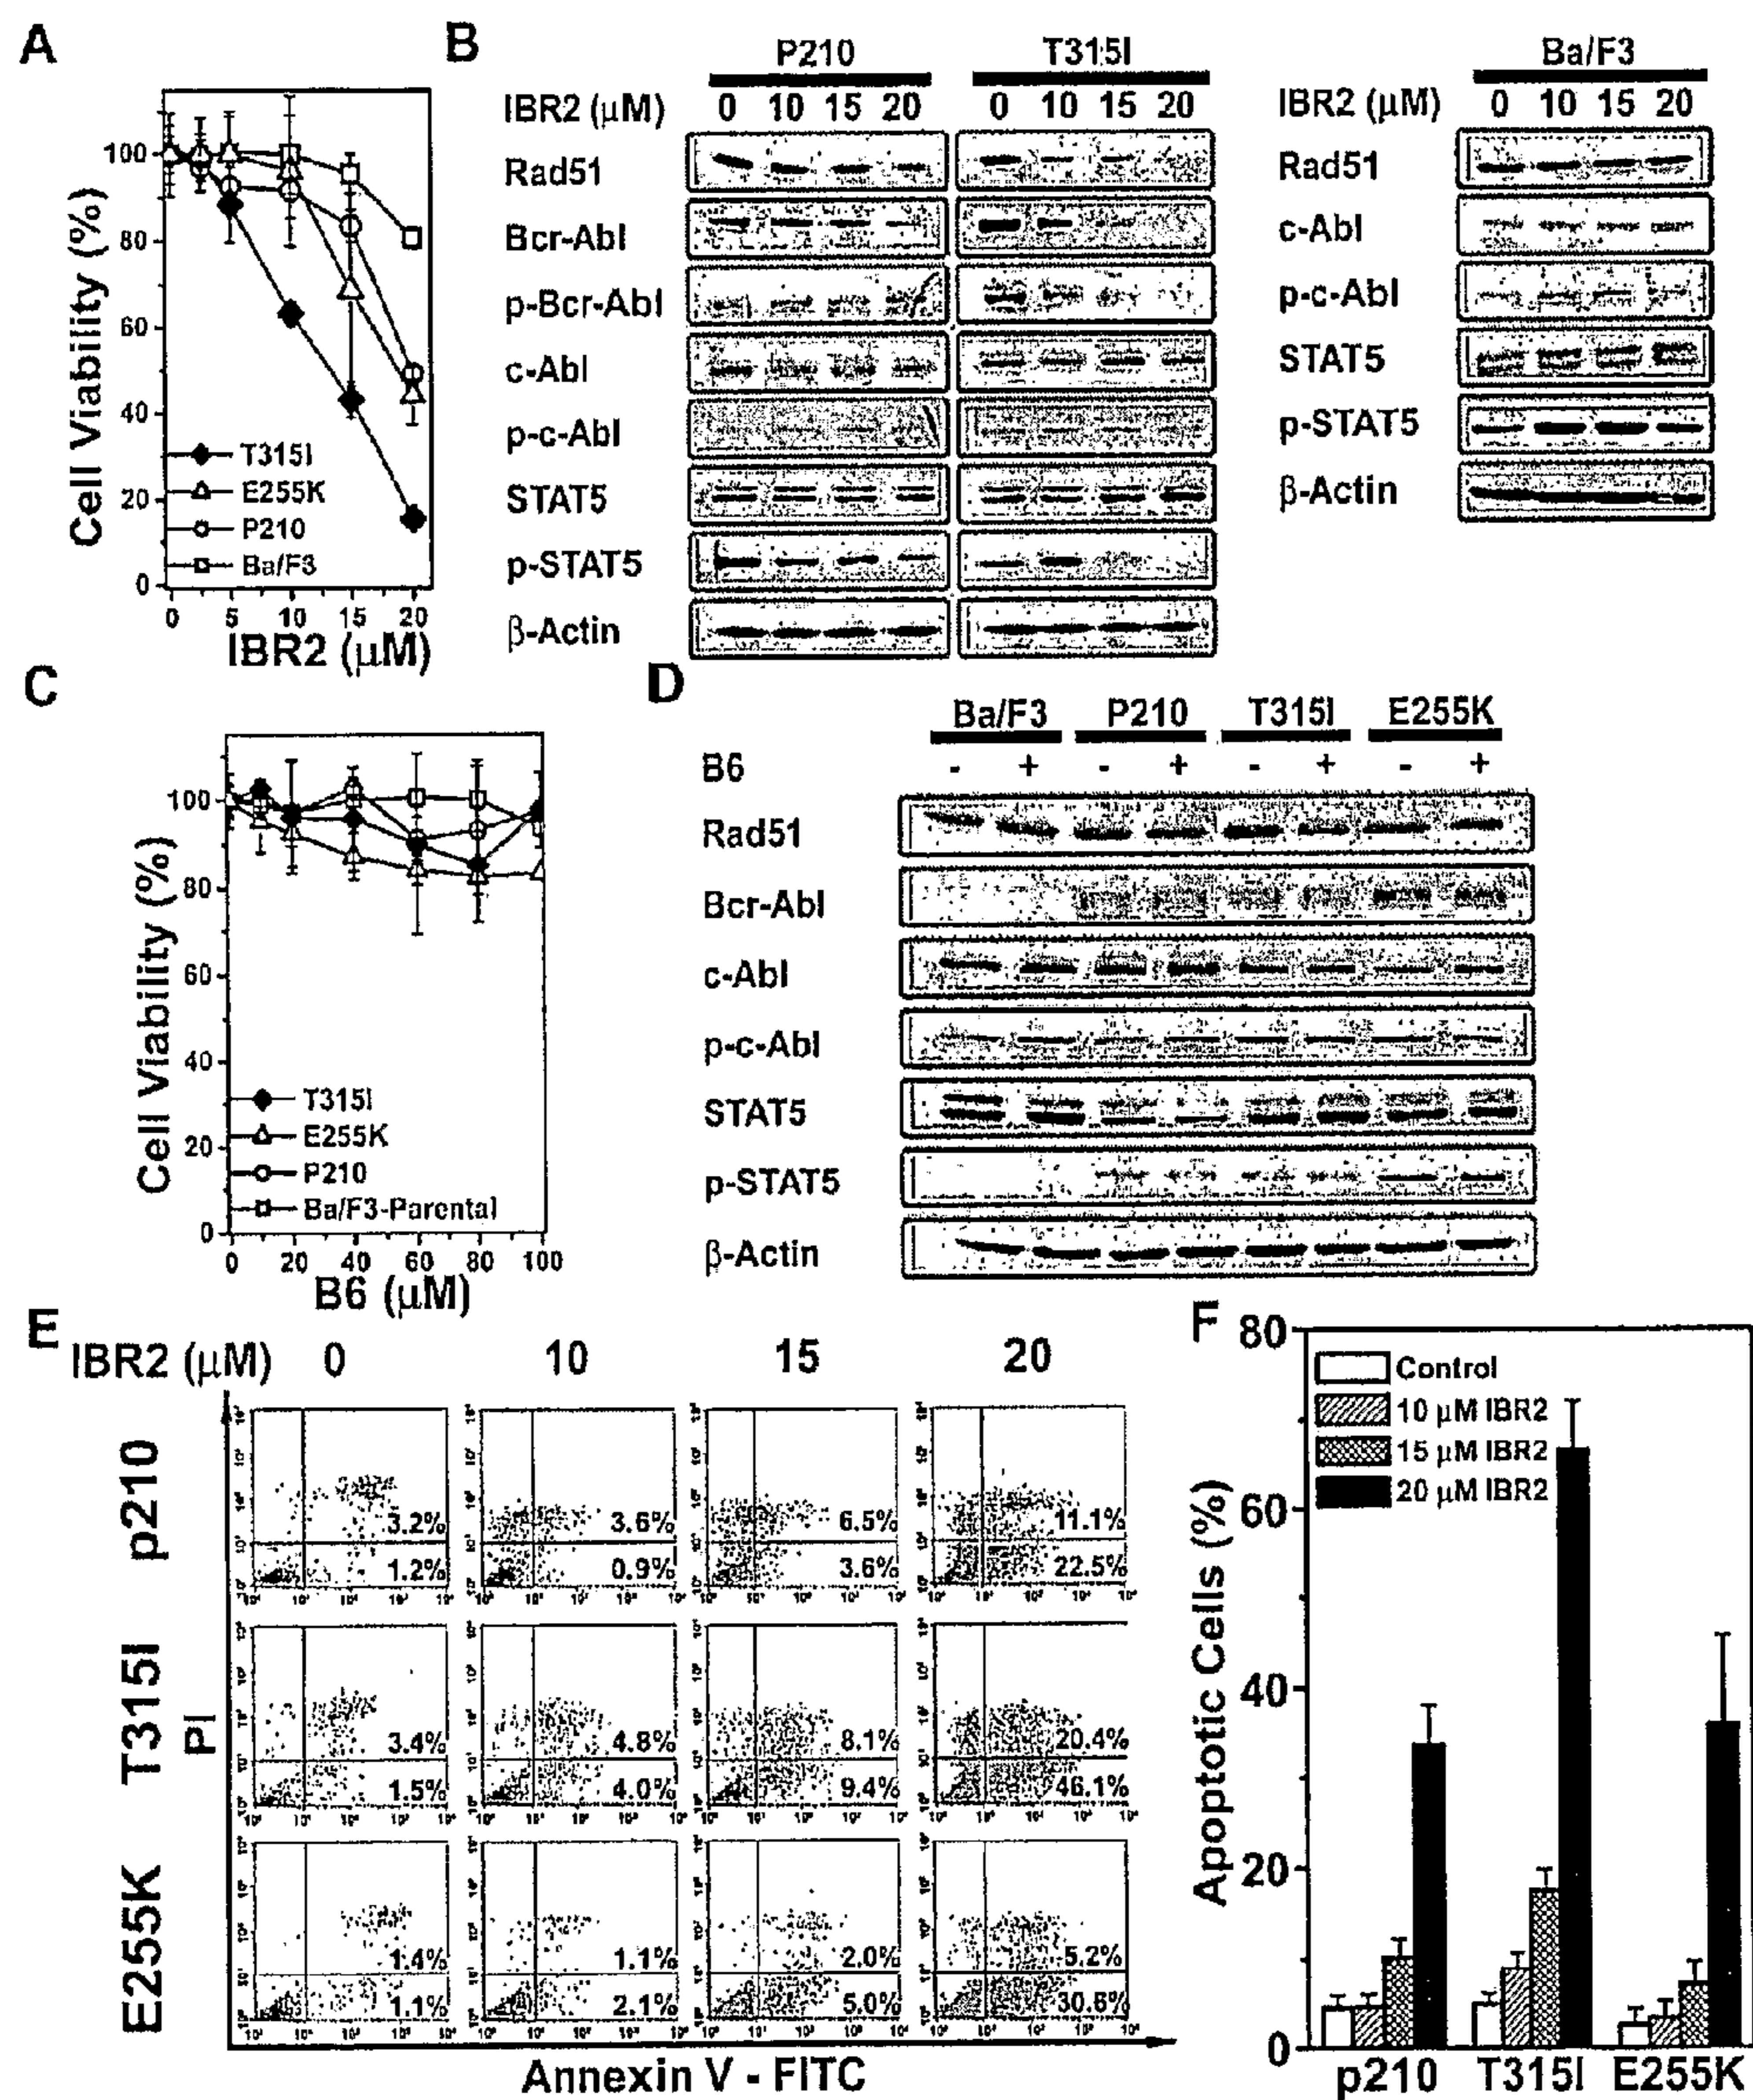 A
Cell Viability (%)
100
80
60
40
20
0
T315I
E255K
P210
Ba/F3
0 5 10 15 20
IBR2 (μM)
B
P210 T315I
IBR2 (μM) 0 10 15 20 0 10 15 20
Rad51
Bcr-Abl
p-Bcr-Abl
c-Abl
p-c-Abl
STAT5
p-STAT5
β-Actin
Ba/F3
IBR2 (μM) 0 10 15 20
Rad51
c-Abl
p-c-Abl
STAT5
p-STAT5
β-Actin
C
Cell Viability (%)
100
80
60
40
20
0
T315I
E255K
P210
Ba/F3-Parental
0 20 40 60 80 100
B6 (μM)
D
Ba/F3 P210 T315I E255K
B6 - + - + - + - +
Rad51
Bcr-Abl
c-Abl
p-c-Abl
STAT5
p-STAT5
β-Actin
E
IBR2 (μM) 0 10 15 20
p210
3.2% 3.6% 6.5% 11.1%
1.2% 0.9% 3.6% 22.5%
T315I
3.4% 4.8% 8.1% 20.4%
1.5% 4.0% 9.4% 46.1%
E255K
1.4% 1.1% 2.0% 5.2%
1.1% 2.1% 5.0% 30.6%
PI
Annexin V - FITC
F
Apoptotic Cells (%)
80
60
40
20
0
Control
10 μM IBR2
15 μM IBR2
20 μM IBR2
p210 T315I E255K